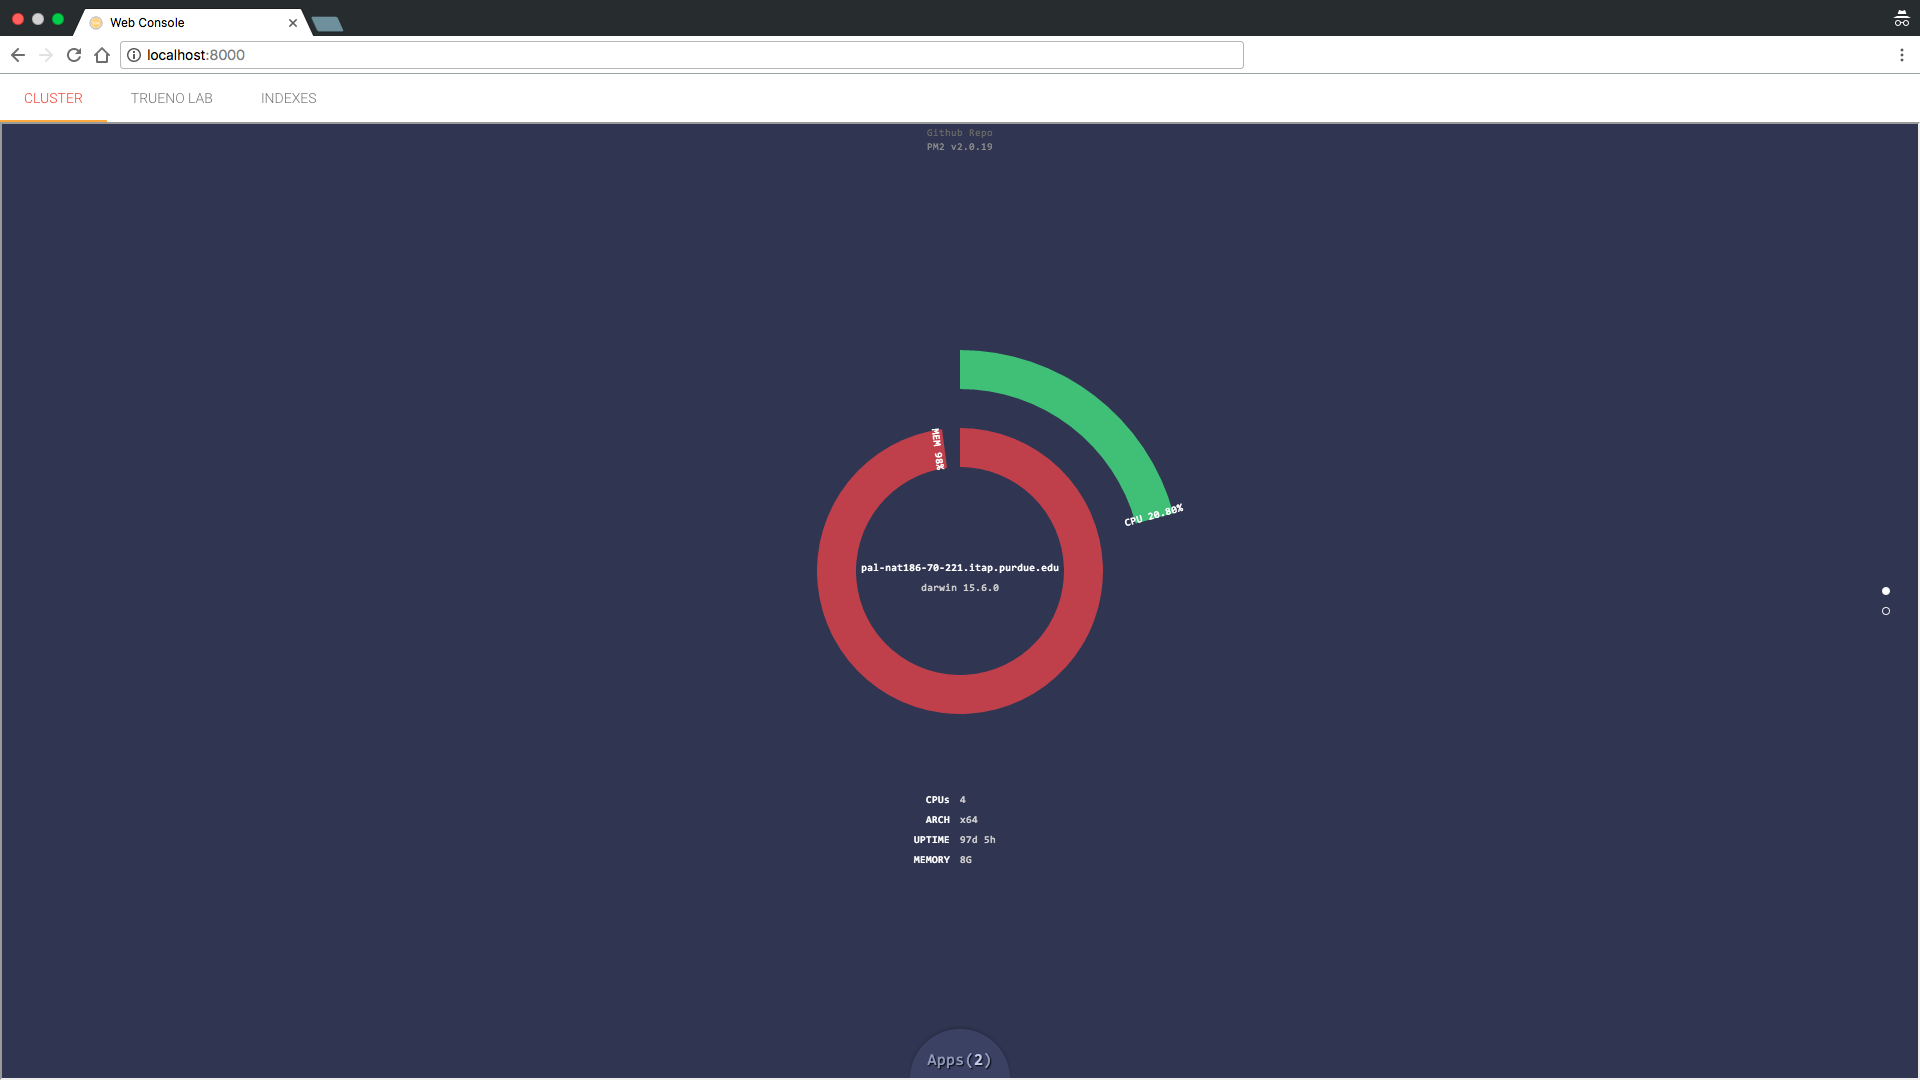 Web Console
localhost:8000
CLUSTER TRUENO LAB INDEXES
Github Repo
PM2 v2.0.19
MEM 98%
CPU 20.80%
pal-nat186-70-221.itap.purdue.edu
darwin 15.6.0
CPUs 4
ARCH x64
UPTIME 97d 5h
MEMORY 8G
Apps(2)